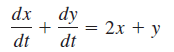 dx/dt + dy/dt = 2x + y